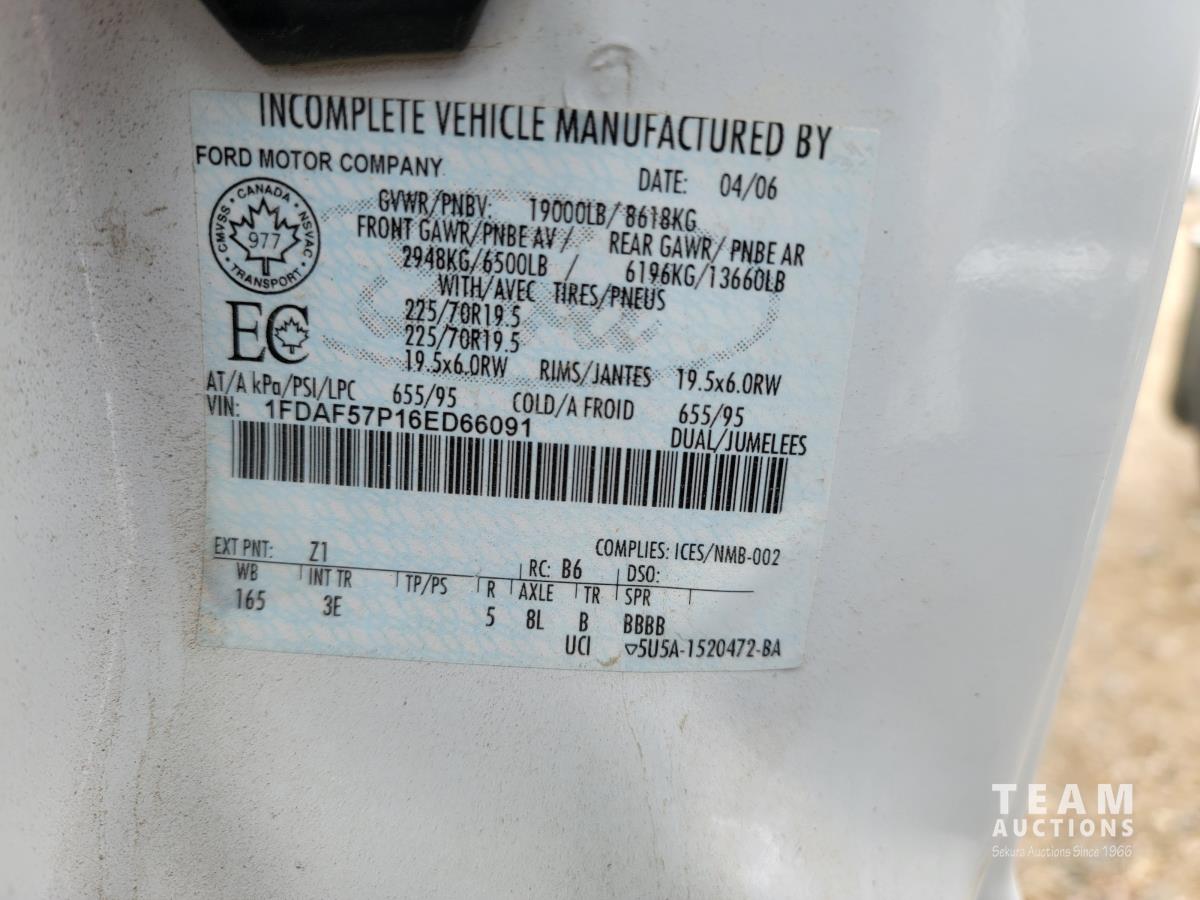 INCOMPLETE VEHICLE MANUFACTURED BY
FORD MOTOR COMPANY
DATE: 04/06
CANADA
CMVSS NSVAC
977
TRANSPORT
GVWR/PNBV: 19000LB/8618KG
FRONT GAWR/PNBE AV / REAR GAWR/ PNBE AR
2948KG/6500LB / 6196KG/13660LB
WITH/AVEC TIRES/PNEUS
225/70R19.5
225/70R19.5
EC
19.5x6.0RW RIMS/JANTES 19.5x6.0RW
AT/A kPa/PSI/LPC 655/95 COLD/A FROID 655/95
VIN: 1FDAF57P16ED66091 DUAL/JUMELEES
EXT PNT: Z1 COMPLIES: ICES/NMB-002
RC: B6 DSO:
WB INT TR TP/PS R AXLE TR SPR
165 3E 5 8L B BBBB
UCI ▽5U5A-1520472-BA
TEAM
AUCTIONS
Sekura Auctions Since 1966